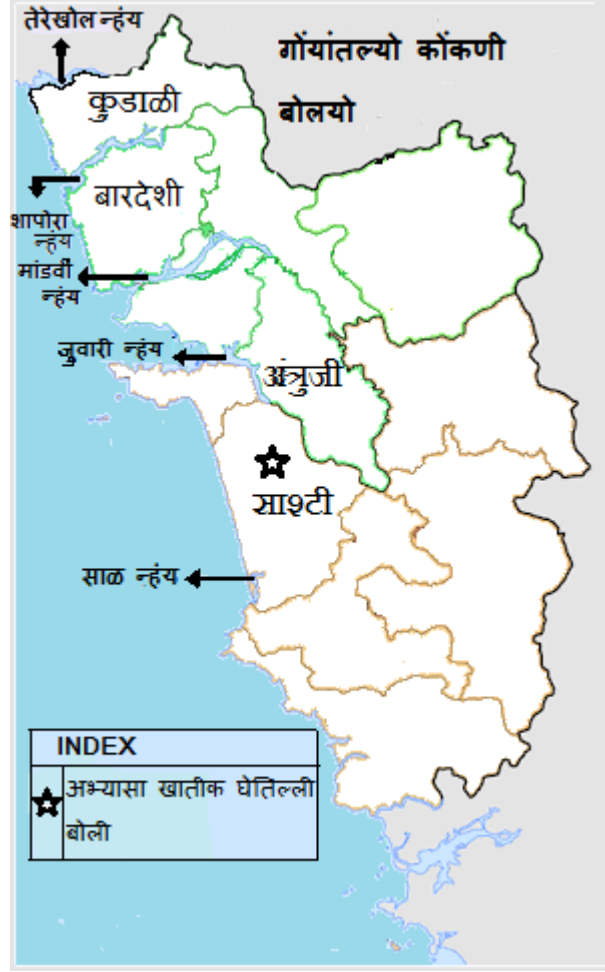 तेरेखोल न्हंय
गोंयांतल्यो कोंकणी
बोलयो
कुडाळी
बारदेशी
शापोरा
न्हंय
मांडवी
न्हंय
जुवारी न्हंय
अंत्रुजी
साश्टी
साळ न्हंय
INDEX
अभ्यासा खातीक घेतिल्ली
बोली